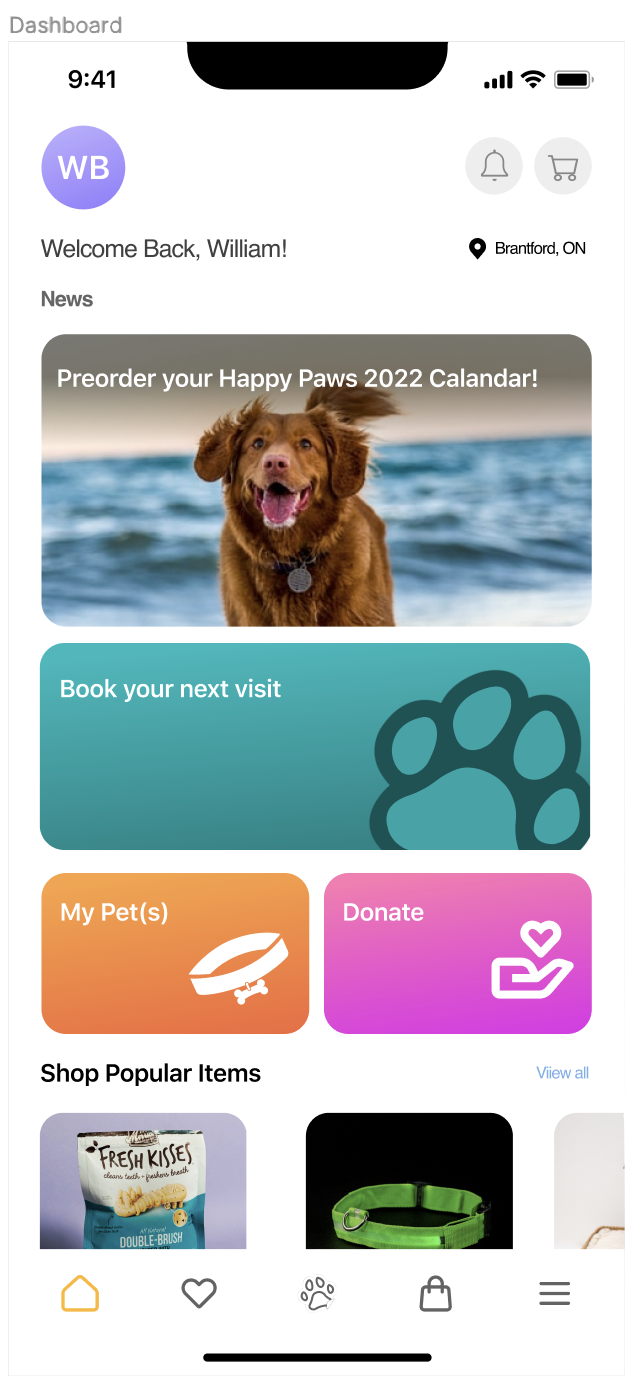 Dashboard
9:41
WB
Welcome Back, William!
Brantford, ON
News
Preorder your Happy Paws 2022 Calandar!
Book your next visit
My Pet(s)
Donate
Shop Popular Items
Viiew all
FRESH KISSES
cleans teeth + freshens breath
All Natural
DOUBLE-BRUSH